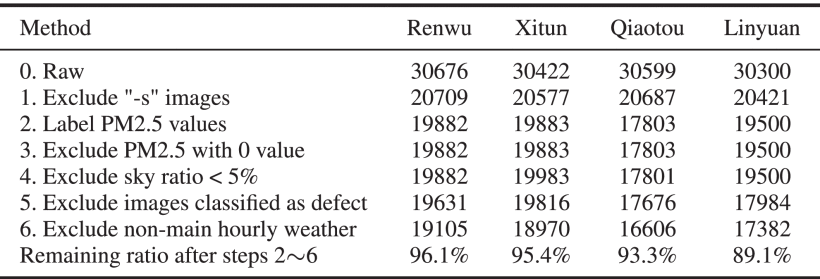 Method Renwu Xitun Qiaotou Linyuan
0. Raw 30676 30422 30599 30300
1. Exclude "-s" images 20709 20577 20687 20421
2. Label PM2.5 values 19882 19883 17803 19500
3. Exclude PM2.5 with 0 value 19882 19883 17803 19500
4. Exclude sky ratio < 5% 19882 19983 17801 19500
5. Exclude images classified as defect 19631 19816 17676 17984
6. Exclude non-main hourly weather 19105 18970 16606 17382
Remaining ratio after steps 2∼6 96.1% 95.4% 93.3% 89.1%